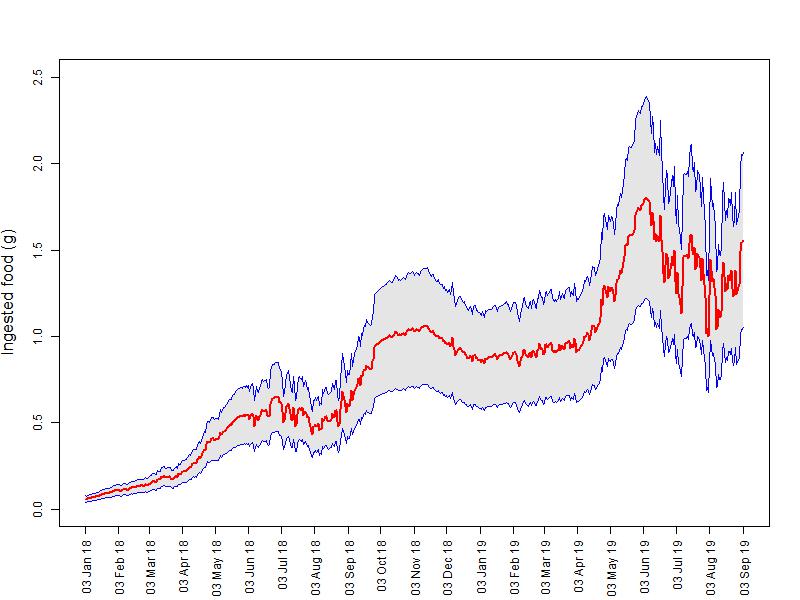 Ingested food (g)
2.5
2.0
1.5
1.0
0.5
0.0
03 Jan 18
03 Feb 18
03 Mar 18
03 Apr 18
03 May 18
03 Jun 18
03 Jul 18
03 Aug 18
03 Sep 18
03 Oct 18
03 Nov 18
03 Dec 18
03 Jan 19
03 Feb 19
03 Mar 19
03 Apr 19
03 May 19
03 Jun 19
03 Jul 19
03 Aug 19
03 Sep 19